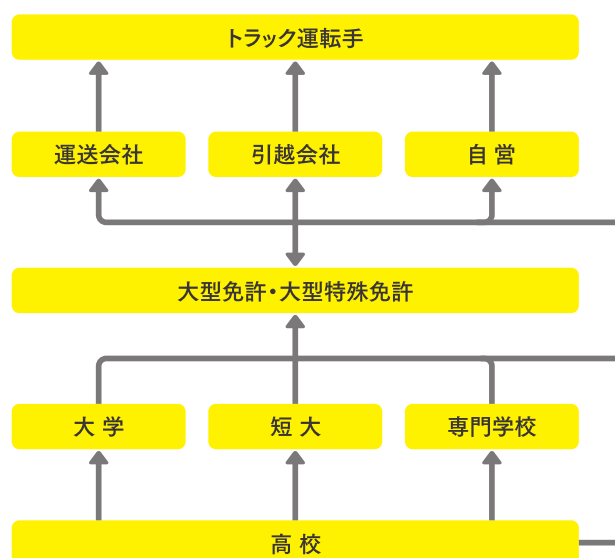 トラック運転手
運送会社
引越会社
自営
大型免許・大型特殊免許
大学
短大
専門学校
高校